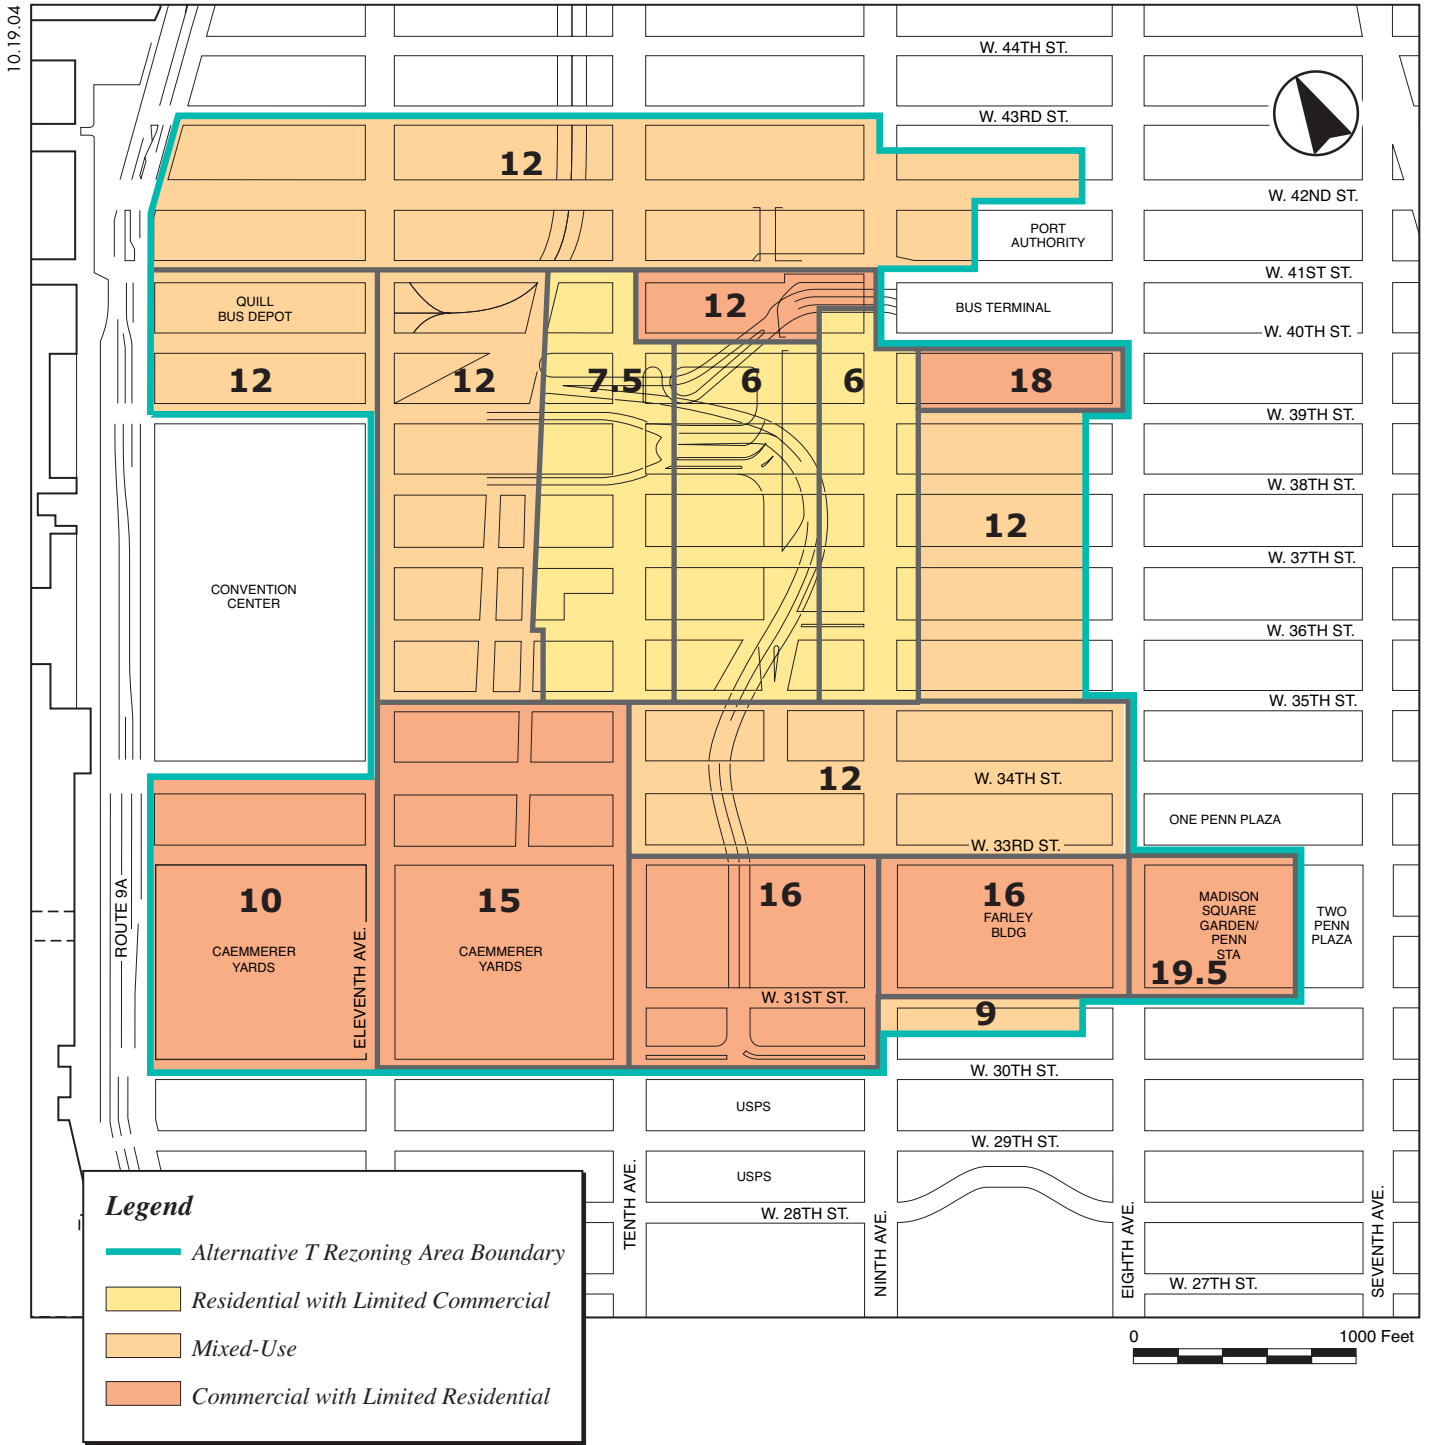 10.19.04
W. 44TH ST.
W. 43RD ST.
12
W. 42ND ST.
PORT
AUTHORITY
W. 41ST ST.
QUILL
BUS DEPOT
12
BUS TERMINAL
W. 40TH ST.
12
12
7.5
6
6
18
W. 39TH ST.
W. 38TH ST.
12
W. 37TH ST.
CONVENTION
CENTER
W. 36TH ST.
W. 35TH ST.
12
W. 34TH ST.
ONE PENN PLAZA
W. 33RD ST.
ROUTE 9A
10
CAEMMERER
YARDS
ELEVENTH AVE.
15
CAEMMERER
YARDS
16
16
FARLEY
BLDG
MADISON
SQUARE
GARDEN/
PENN
STA
19.5
TWO
PENN
PLAZA
W. 31ST ST.
9
W. 30TH ST.
USPS
W. 29TH ST.
USPS
W. 28TH ST.
TENTH AVE.
NINTH AVE.
EIGHTH AVE.
SEVENTH AVE.
W. 27TH ST.
0
1000 Feet
Legend
Alternative T Rezoning Area Boundary
Residential with Limited Commercial
Mixed-Use
Commercial with Limited Residential